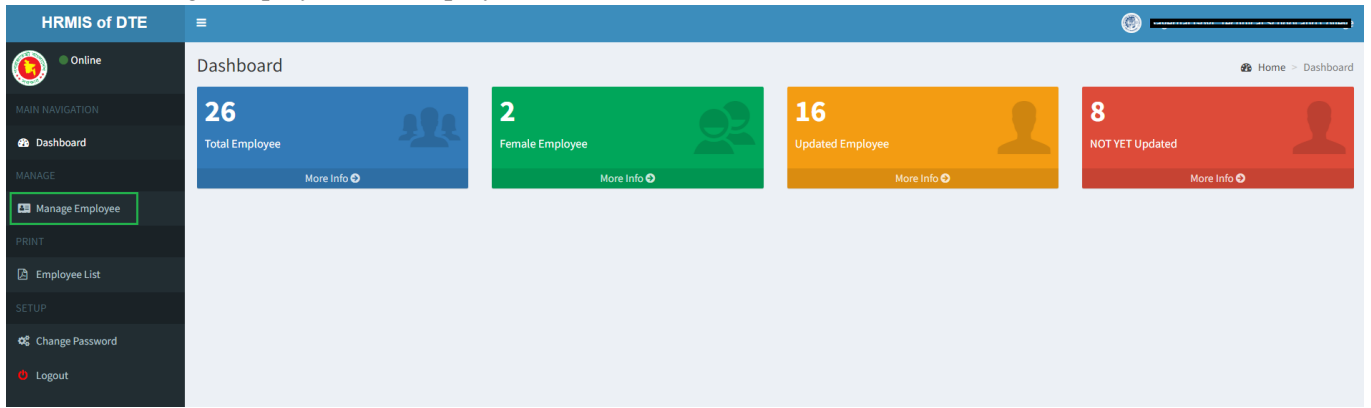 HRMIS of DTE
Online
MAIN NAVIGATION
Dashboard
MANAGE
Manage Employee
PRINT
Employee List
SETUP
Change Password
Logout
Dashboard
Home > Dashboard
26
Total Employee
More Info
2
Female Employee
More Info
16
Updated Employee
More Info
8
NOT YET Updated
More Info